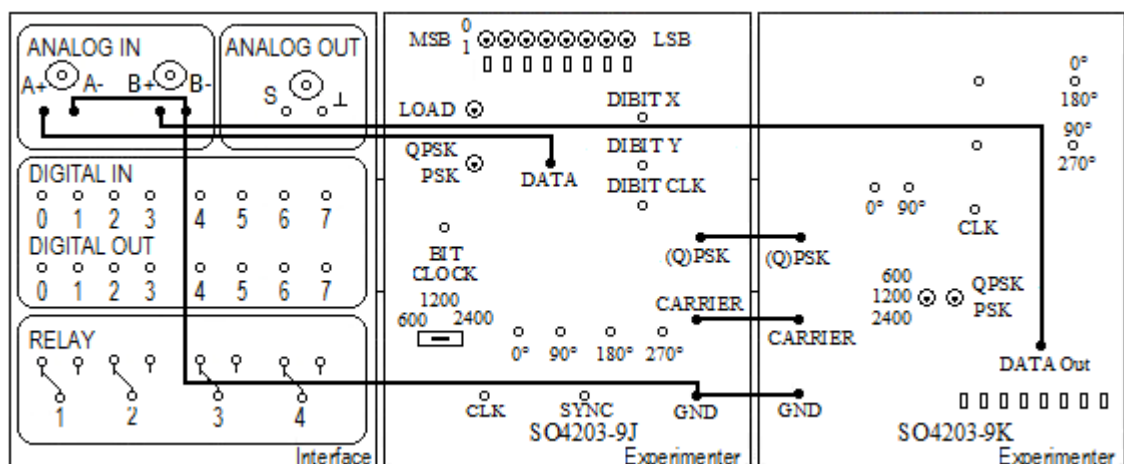 ANALOG IN
A+ A- B+ B-
ANALOG OUT
S ⊥
DIGITAL IN
0 1 2 3 4 5 6 7
DIGITAL OUT
0 1 2 3 4 5 6 7
RELAY
1 2 3 4
Interface
MSB 0 1 LSB
LOAD
DIBIT X
QPSK
PSK
DATA
DIBIT Y
DIBIT CLK
BIT
CLOCK
(Q)PSK
1200
600 2400
CARRIER
0° 90° 180° 270°
CLK SYNC GND
SO4203-9J
Experimenter
0°
180°
90°
270°
0° 90°
CLK
(Q)PSK
600
1200
2400
QPSK
PSK
CARRIER
DATA Out
GND
SO4203-9K
Experimenter